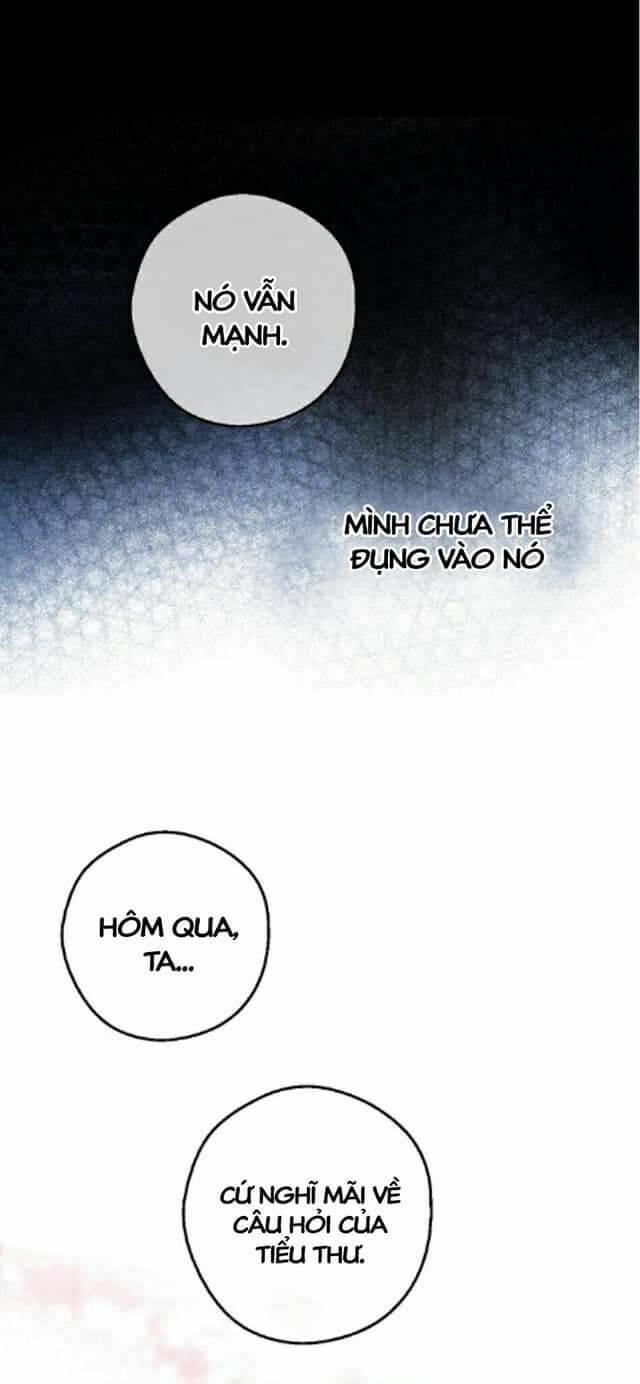 NÓ VẪN
MẠNH.
MÌNH CHƯA THỂ
ĐỤNG VÀO NÓ
HÔM QUA,
TA...
CỨ NGHĨ MÃI VỀ
CÂU HỎI CỦA
TIỂU THƯ.